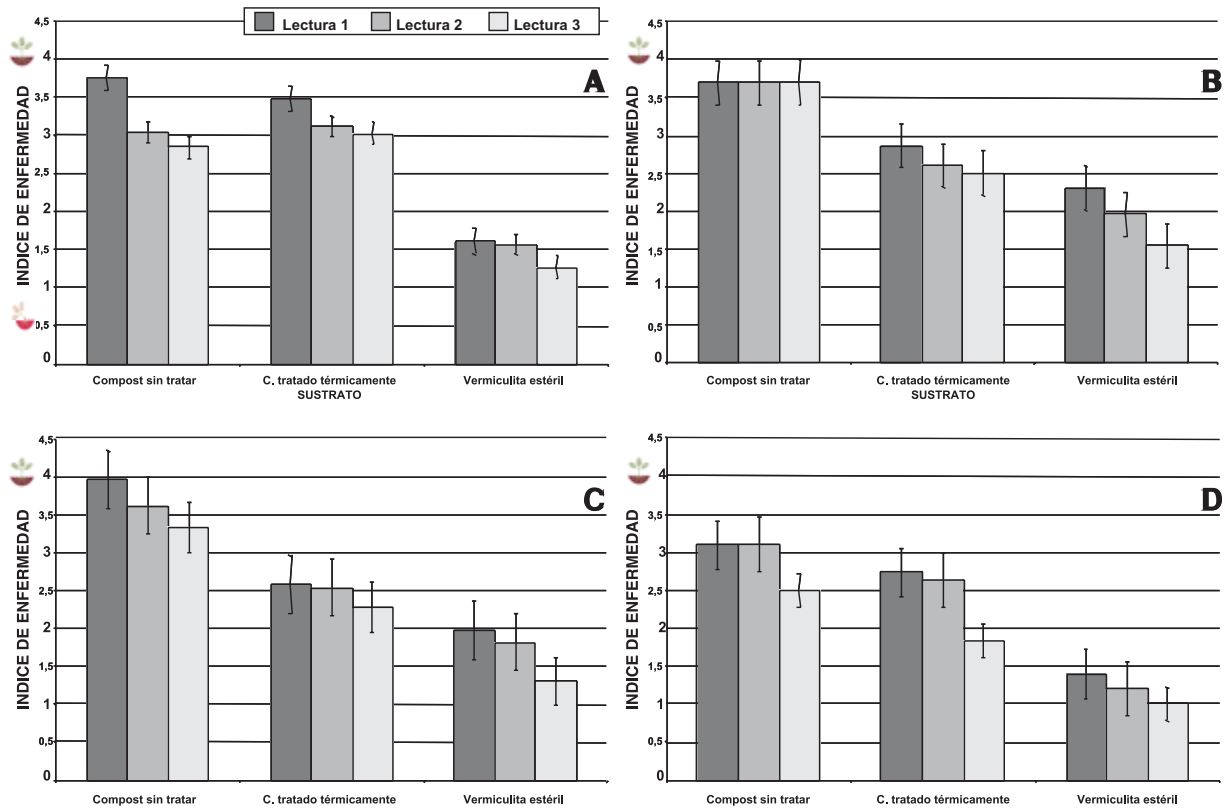 Lectura 1 Lectura 2 Lectura 3
A
INDICE DE ENFERMEDAD
4,5
4
3,5
3
2,5
2
1,5
1
0,5
0
Compost sin tratar C. tratado térmicamente Vermiculita estéril
SUSTRATO
B
INDICE DE ENFERMEDAD
4,5
4
3,5
3
2,5
2
1,5
1
0,5
0
Compost sin tratar C. tratado térmicamente Vermiculita estéril
SUSTRATO
C
INDICE DE ENFERMEDAD
4,5
4
3,5
3
2,5
2
1,5
1
0,5
0
Compost sin tratar C. tratado térmicamente Vermiculita estéril
D
INDICE DE ENFERMEDAD
4,5
4
3,5
3
2,5
2
1,5
1
0,5
0
Compost sin tratar C. tratado térmicamente Vermiculita estéril